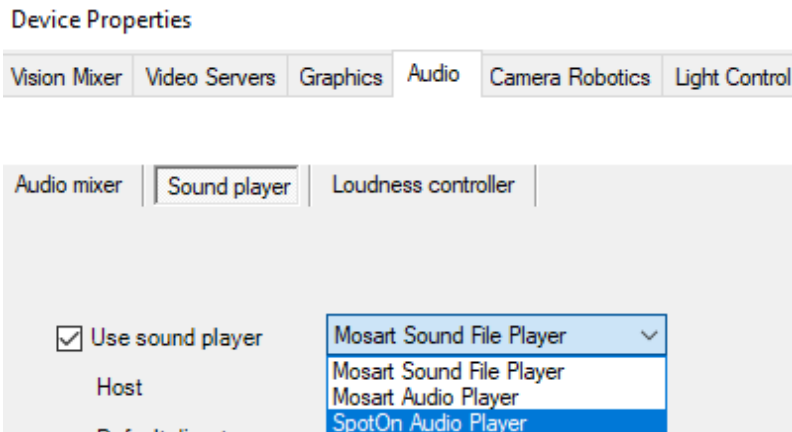 Device Properties
Vision Mixer Video Servers Graphics Audio Camera Robotics Light Control
Audio mixer Sound player Loudness controller
Use sound player Mosart Sound File Player
Mosart Sound File Player
Host Mosart Audio Player
SpotOn Audio Player